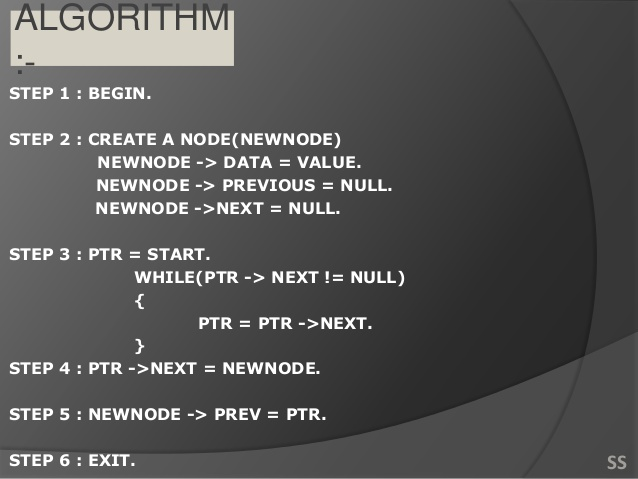 ALGORITHM
:-
STEP 1 : BEGIN.
STEP 2 : CREATE A NODE(NEWNODE)
NEWNODE -> DATA = VALUE.
NEWNODE -> PREVIOUS = NULL.
NEWNODE ->NEXT = NULL.
STEP 3 : PTR = START.
WHILE(PTR -> NEXT != NULL)
{
PTR = PTR ->NEXT.
}
STEP 4 : PTR ->NEXT = NEWNODE.
STEP 5 : NEWNODE -> PREV = PTR.
STEP 6 : EXIT.
SS